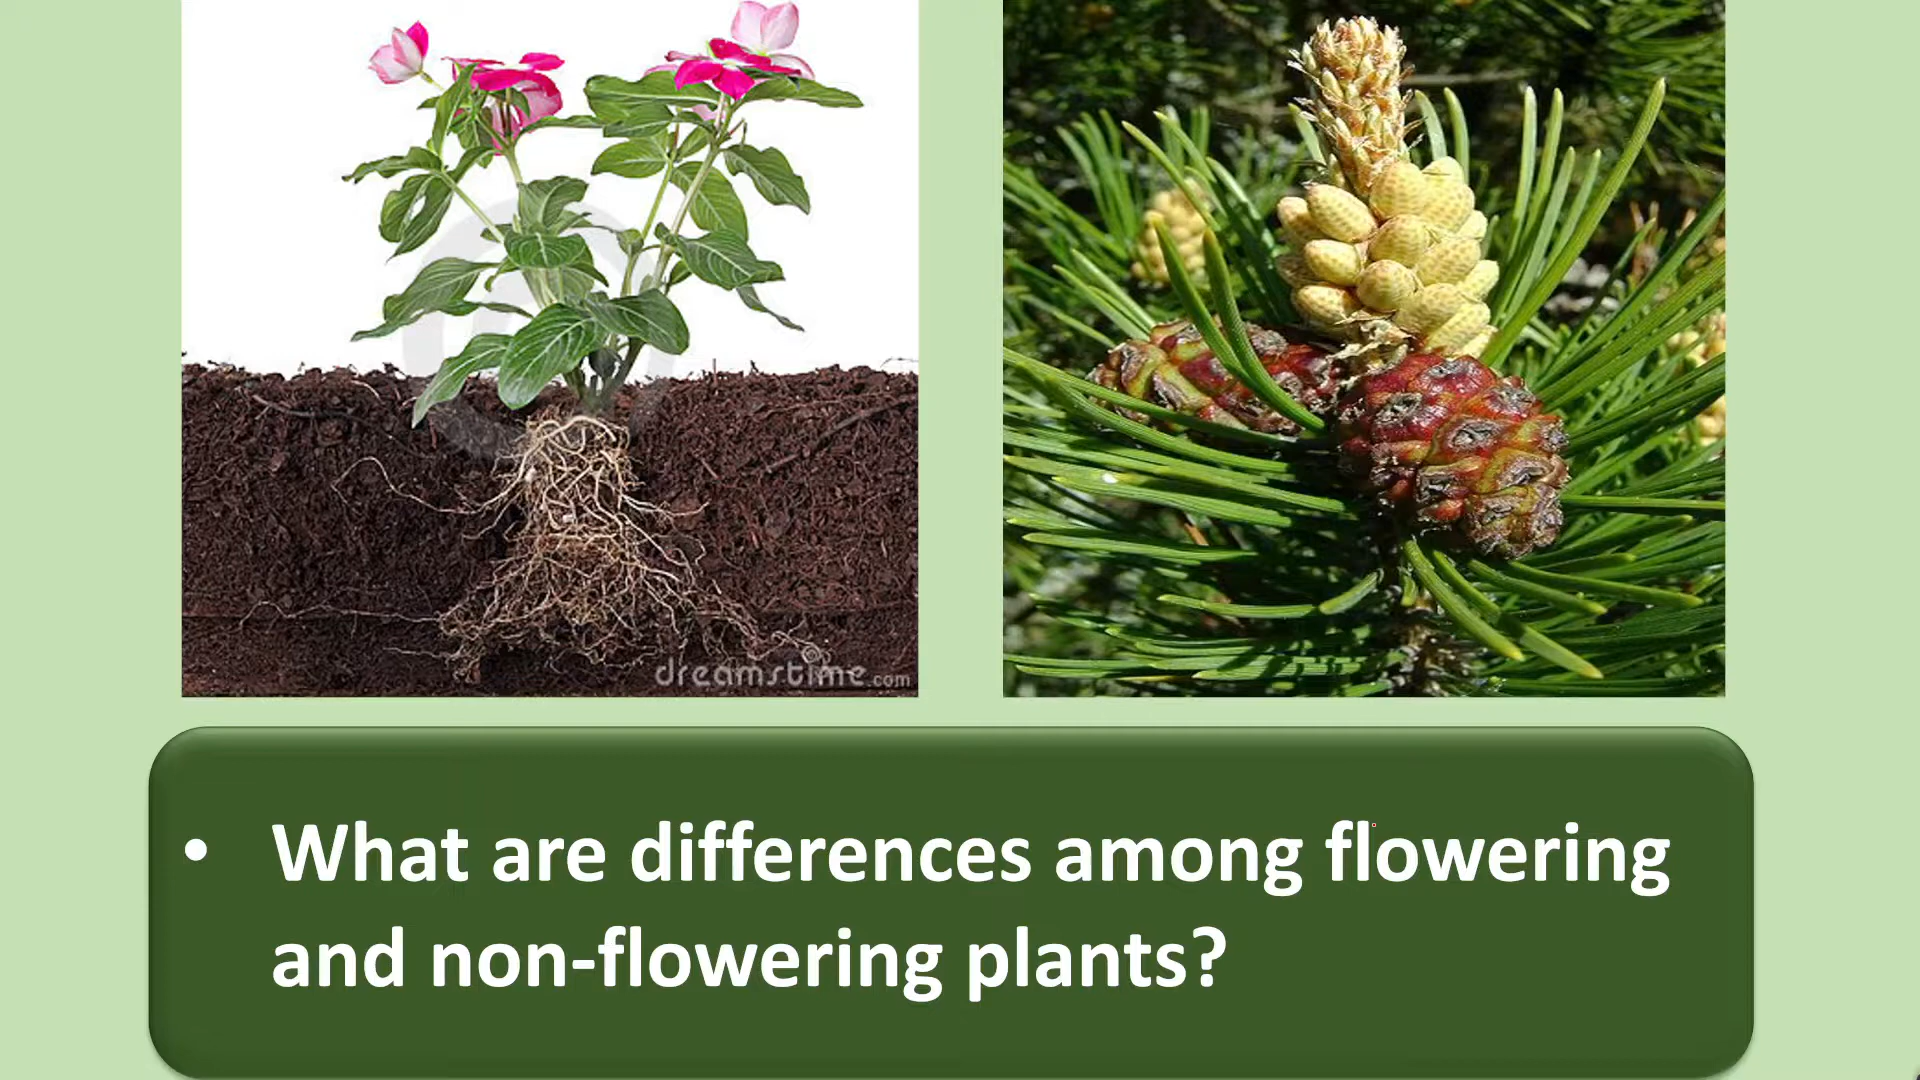 dreamstime.com
• What are differences among flowering
and non-flowering plants?